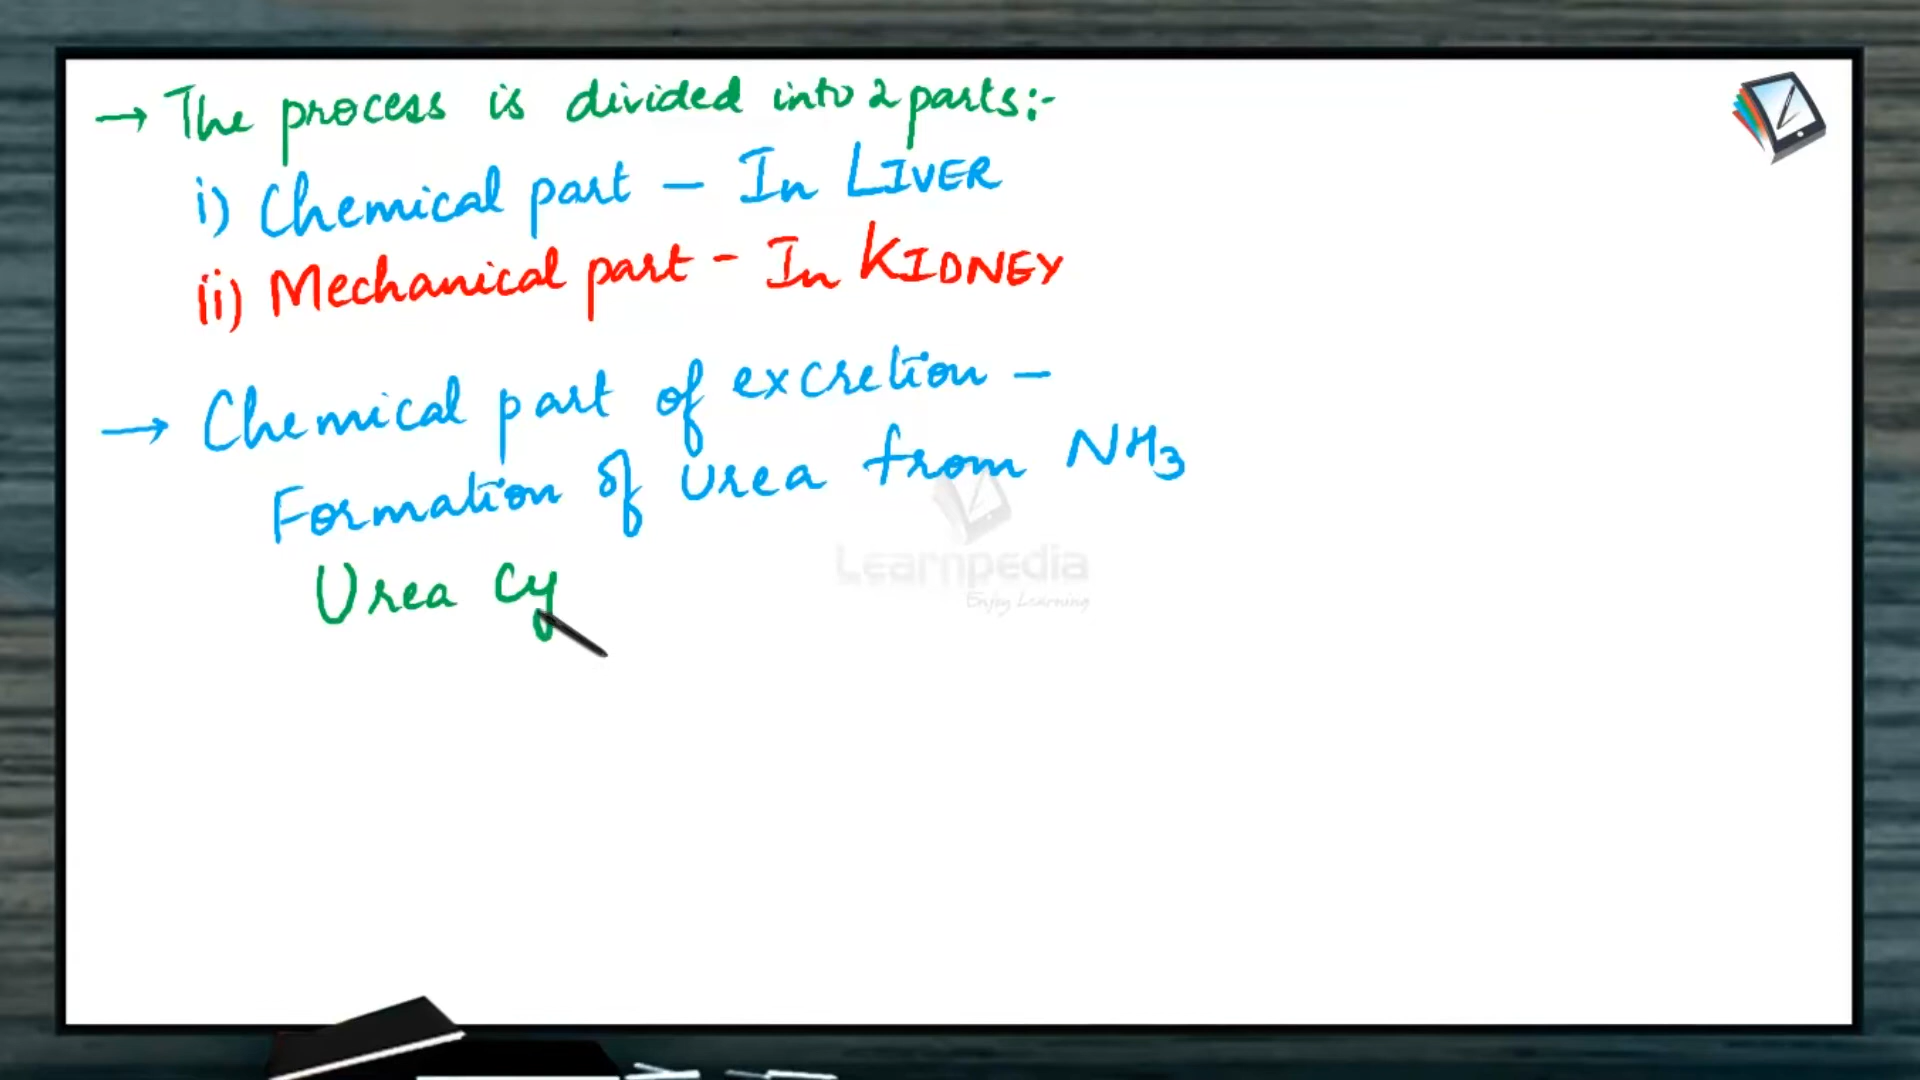 → The process is divided into 2 parts:-
i) Chemical part - In LIVER
ii) Mechanical part - In KIDNEY
→ Chemical part of excretion -
Formation of urea from NH₃
Urea Cy
Learnpedia
Enjoy Learning